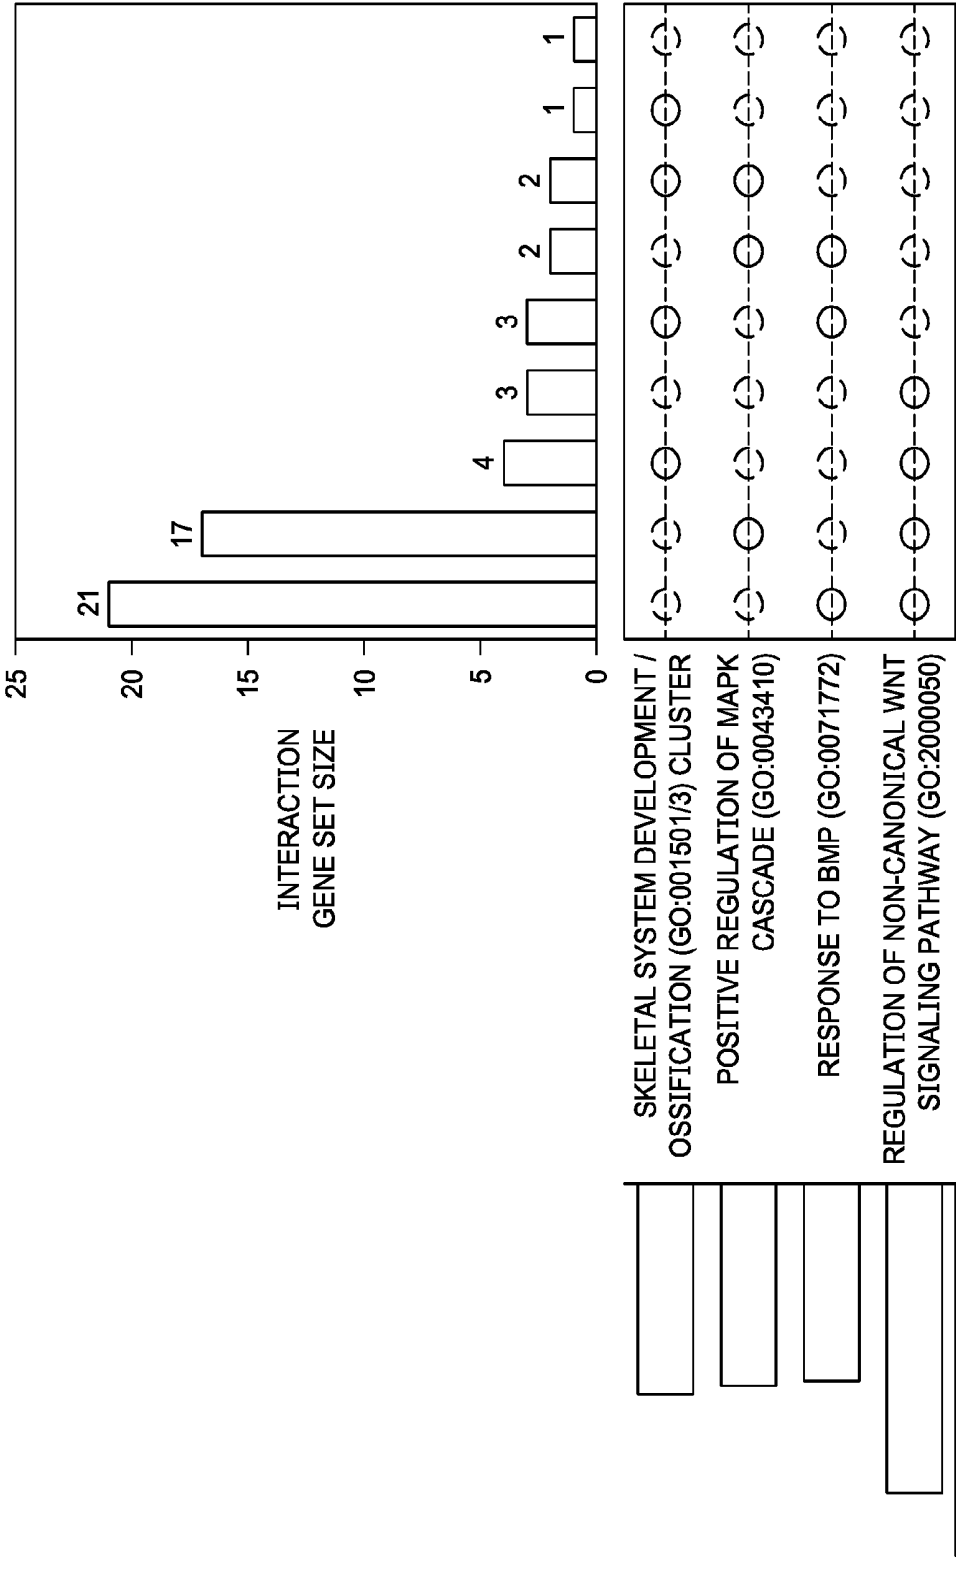 25
20
15
10
5
0
INTERACTION
GENE SET SIZE
21
17
4
3
3
2
2
1
1
SKELETAL SYSTEM DEVELOPMENT /
OSSIFICATION (GO:001501/3) CLUSTER
POSITIVE REGULATION OF MAPK
CASCADE (GO:0043410)
RESPONSE TO BMP (GO:0071772)
REGULATION OF NON-CANONICAL WNT
SIGNALING PATHWAY (GO:2000050)